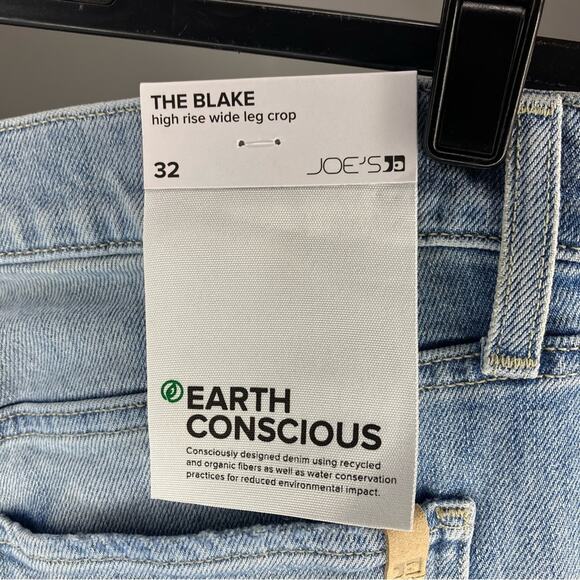 THE BLAKE
high rise wide leg crop
32
JOE'S
EARTH
CONSCIOUS
Consciously designed denim using recycled
and organic fibers as well as water conservation
practices for reduced environmental impact.